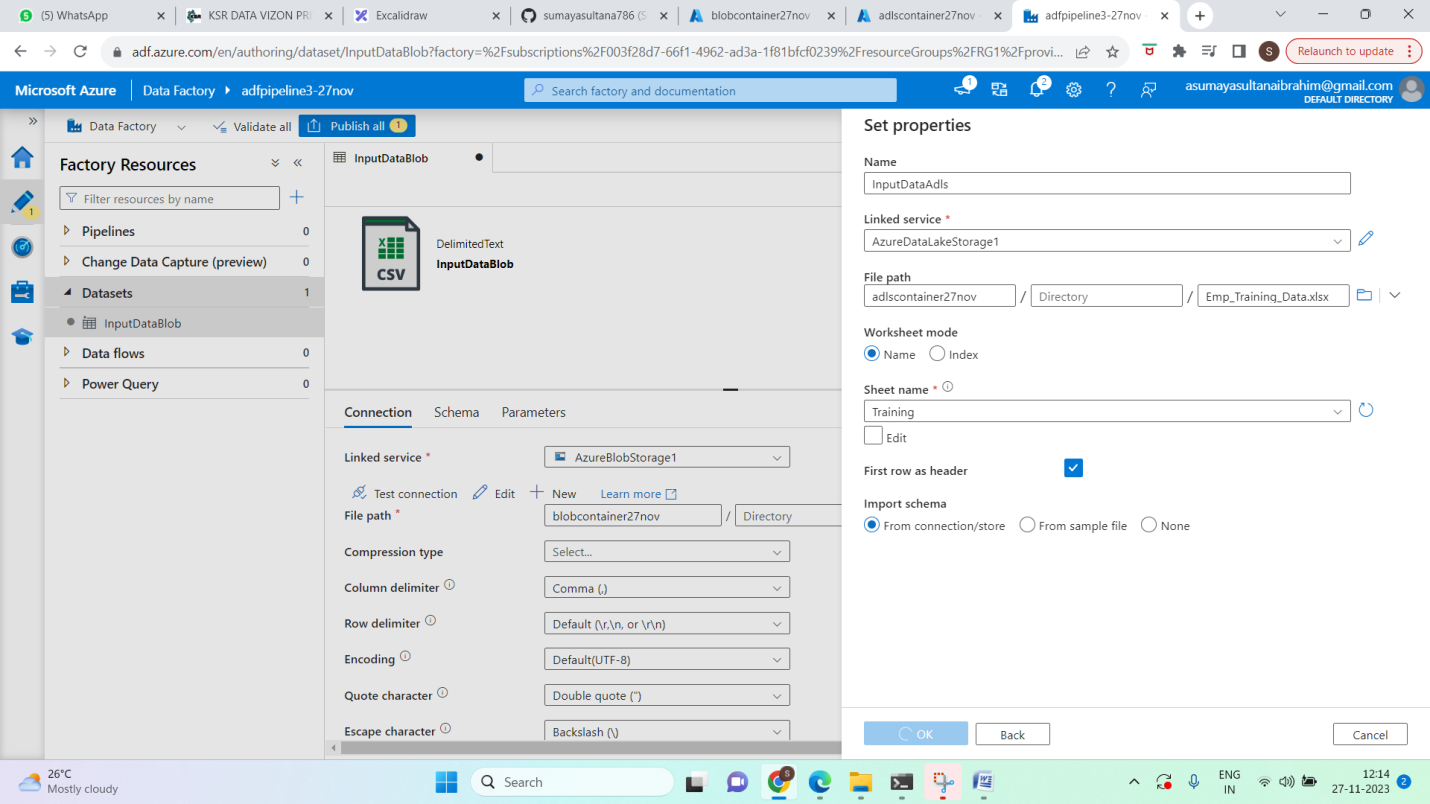 (5) WhatsApp
KSR DATA VIZON PR
Excalidraw
sumayasultana786 (S
blobcontainer27nov
adlscontainer27nov -
adfpipeline3-27nov -
adf.azure.com/en/authoring/dataset/InputDataBlob?factory=%2Fsubscriptions%2F003f28d7-66f1-4962-ad3a-1f81bfcf0239%2FresourceGroups%2FRG1%2Fprovi...
S
Relaunch to update
Microsoft Azure
Data Factory
adfpipeline3-27nov
Search factory and documentation
1
2
asumayasultanaibrahim@gmail.com
DEFAULT DIRECTORY
Data Factory
Validate all
Publish all 1
1
Factory Resources
Filter resources by name
Pipelines 0
Change Data Capture (preview) 0
Datasets 1
InputDataBlob
Data flows 0
Power Query 0
InputDataBlob
CSV
DelimitedText
InputDataBlob
Connection Schema Parameters
Linked service *
AzureBlobStorage1
Test connection Edit New Learn more
File path * blobcontainer27nov / Directory
Compression type Select...
Column delimiter Comma (,)
Row delimiter Default (\r,\n, or \r\n)
Encoding Default(UTF-8)
Quote character Double quote (")
Escape character Backslash (\)
Set properties
Name
InputDataAdls
Linked service *
AzureDataLakeStorage1
File path
adlscontainer27nov / Directory / Emp_Training_Data.xlsx
Worksheet mode
Name Index
Sheet name *
Training
Edit
First row as header
Import schema
From connection/store From sample file None
OK Back Cancel
26°C
Mostly cloudy
Search
S
ENG
IN
12:14
27-11-2023
2